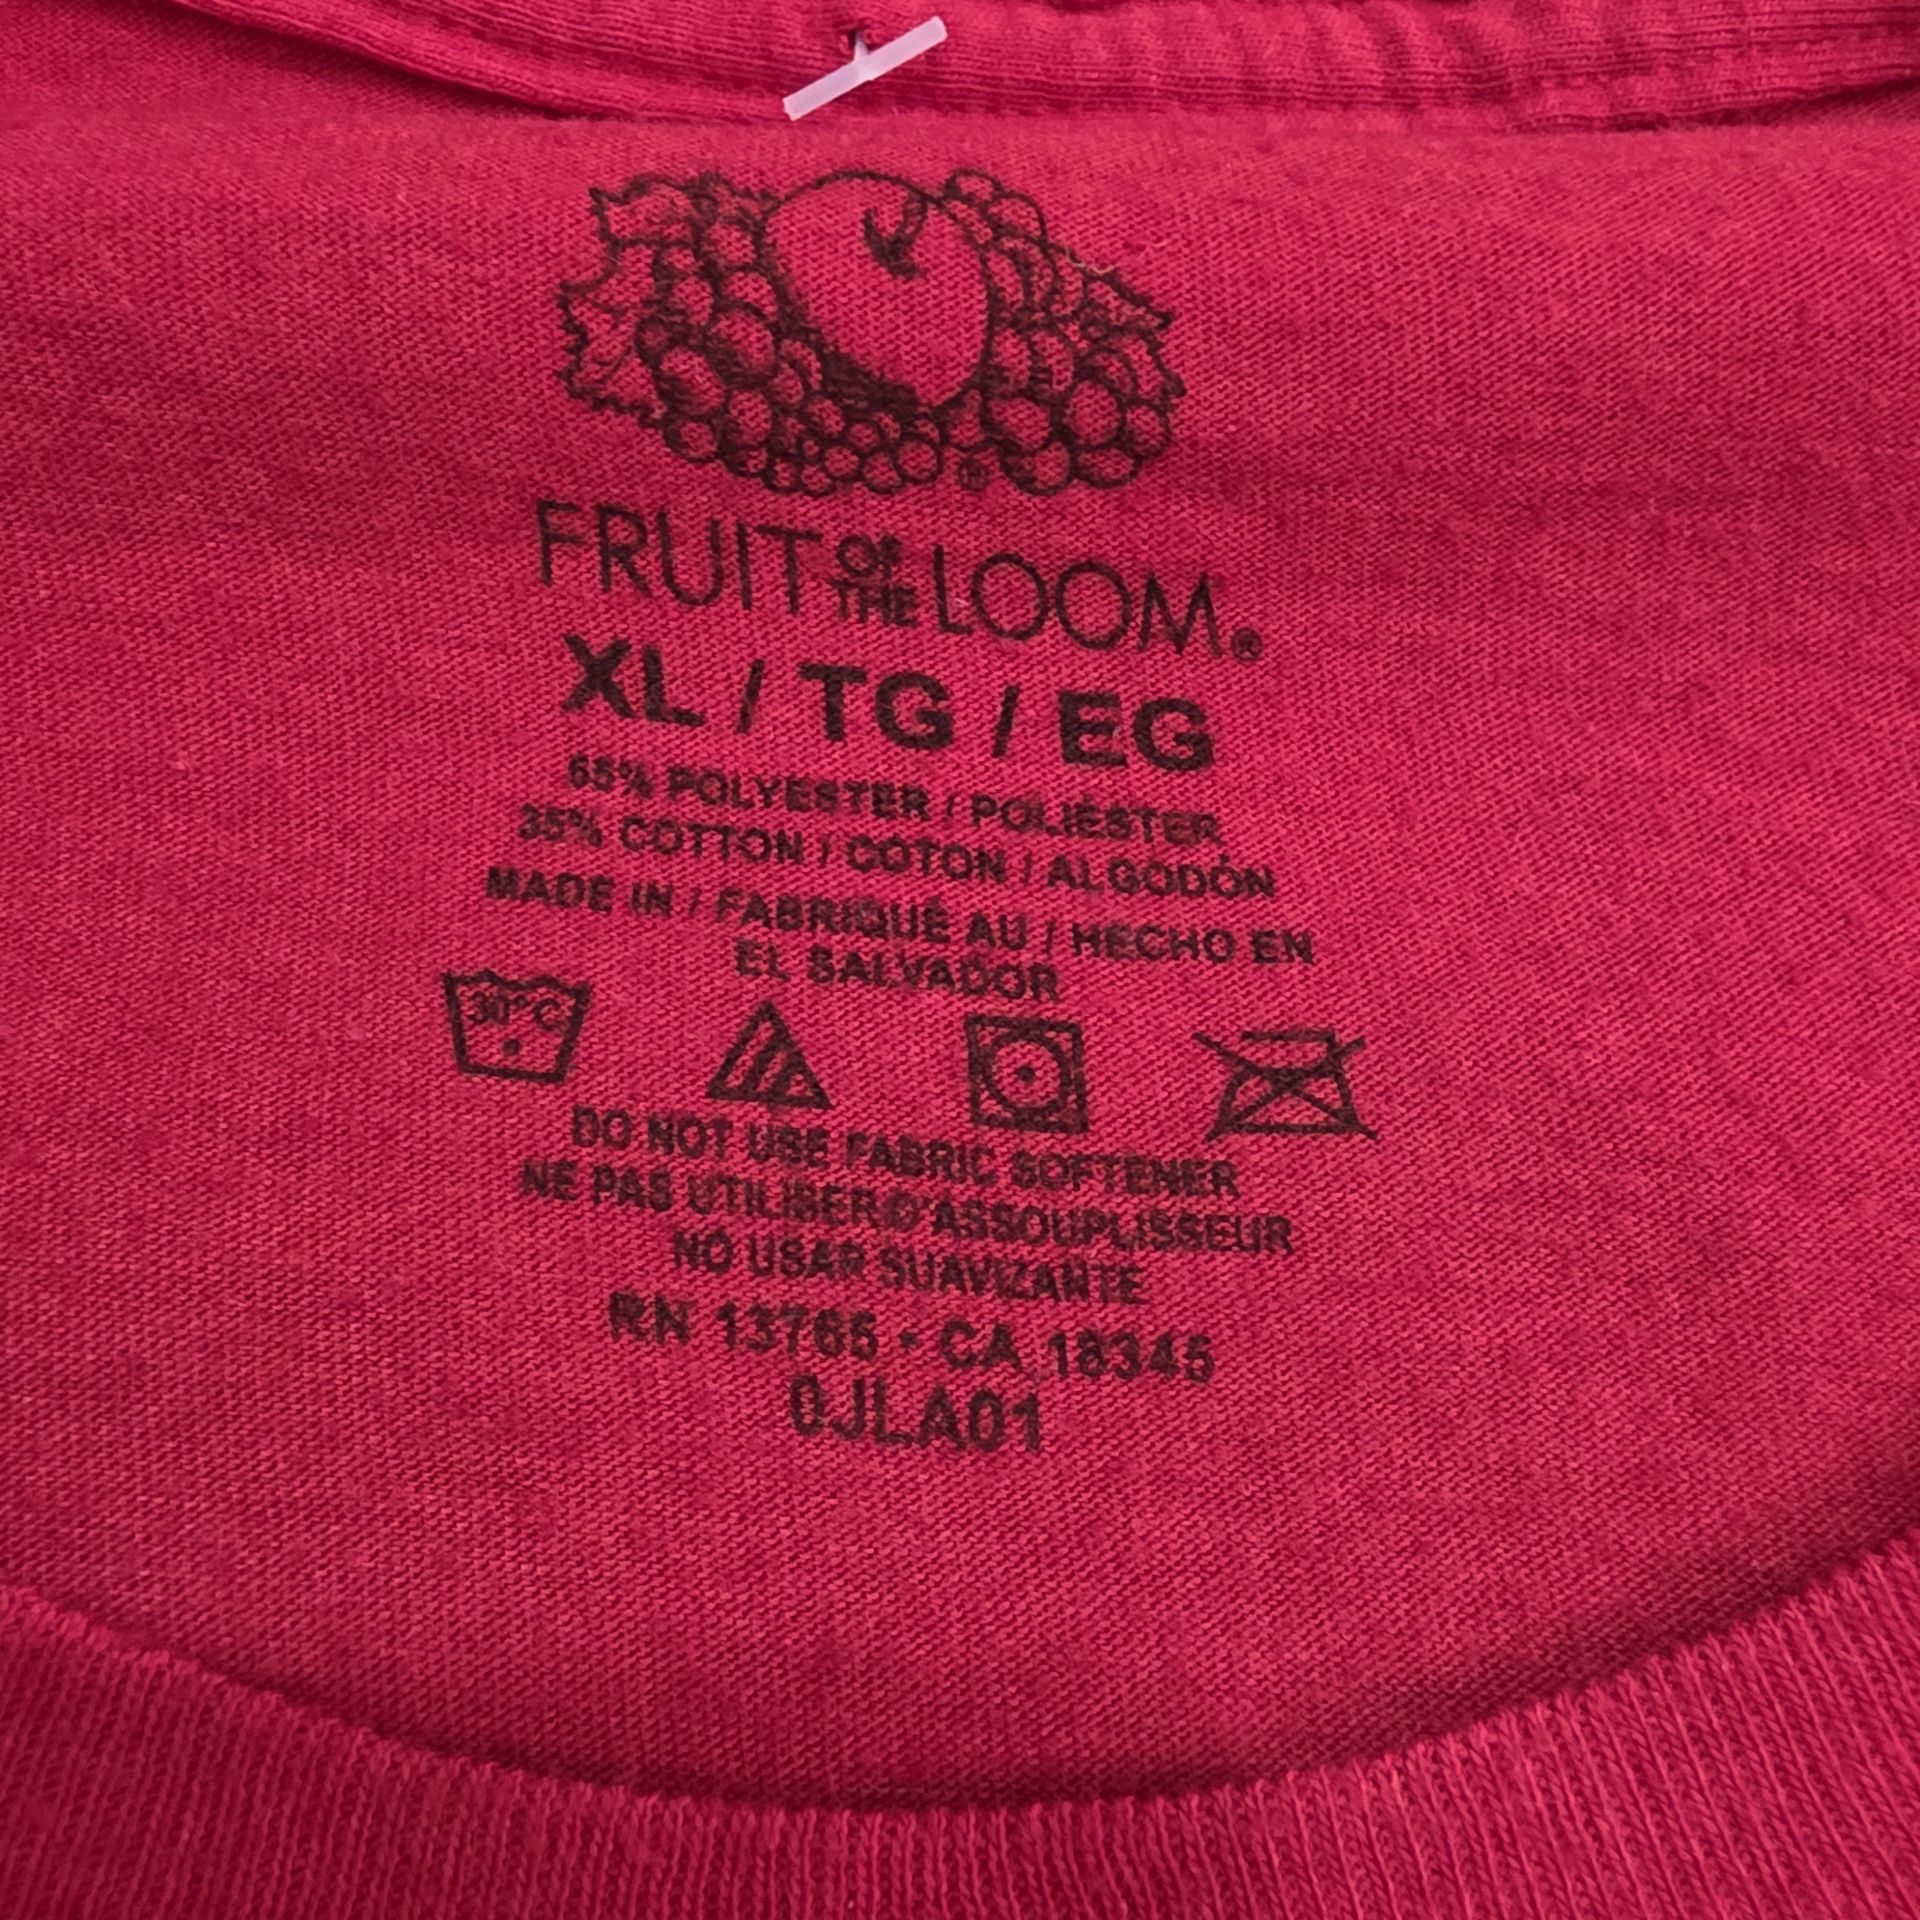 FRUIT OF THE LOOM®
XL / TG / EG
65% POLYESTER / POLIÉSTER
35% COTTON / COTON / ALGODÓN
MADE IN / FABRIQUÉ AU / HECHO EN
EL SALVADOR
30°C
DO NOT USE FABRIC SOFTENER
NE PAS UTILISER D'ASSOUPLISSEUR
NO USAR SUAVIZANTE
RN 13765 • CA 18345
0JLA01